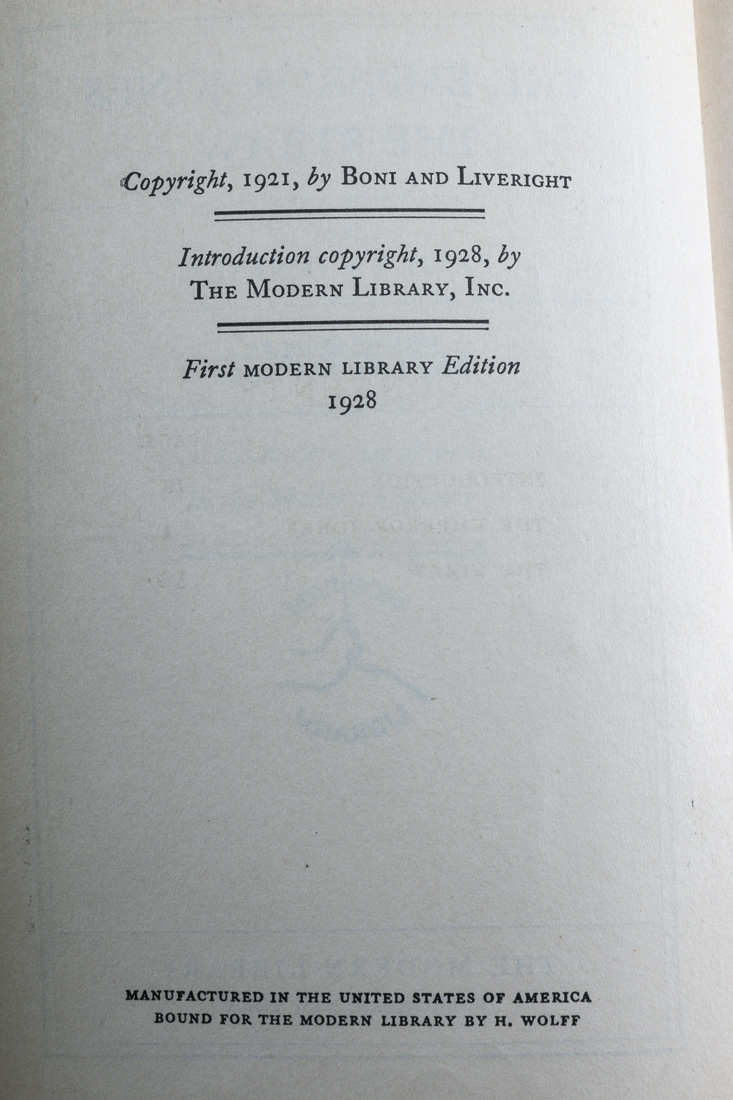 Copyright, 1921, by BONI AND LIVERIGHT
Introduction copyright, 1928, by
THE MODERN LIBRARY, INC.
First MODERN LIBRARY Edition
1928
MANUFACTURED IN THE UNITED STATES OF AMERICA
BOUND FOR THE MODERN LIBRARY BY H. WOLFF